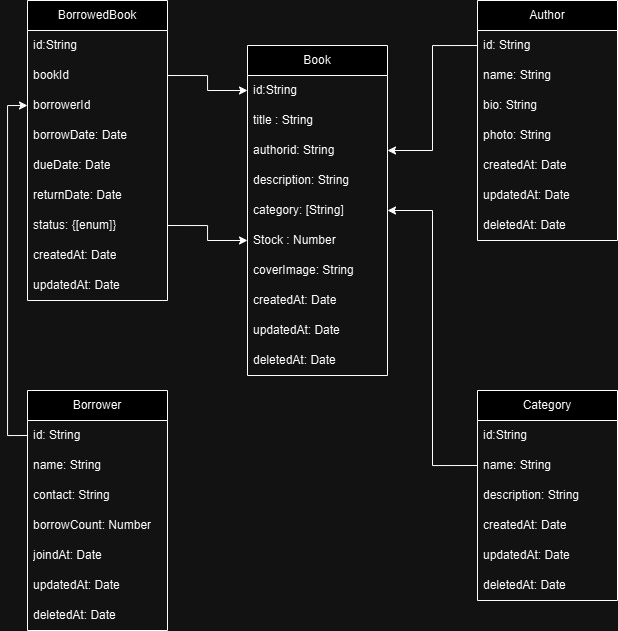 BorrowedBook
id:String
bookId
borrowerId
borrowDate: Date
dueDate: Date
returnDate: Date
status: {[enum]}
createdAt: Date
updatedAt: Date
Book
id:String
title : String
authorid: String
description: String
category: [String]
Stock : Number
coverImage: String
createdAt: Date
updatedAt: Date
deletedAt: Date
Author
id: String
name: String
bio: String
photo: String
createdAt: Date
updatedAt: Date
deletedAt: Date
Borrower
id: String
name: String
contact: String
borrowCount: Number
joindAt: Date
updatedAt: Date
deletedAt: Date
Category
id:String
name: String
description: String
createdAt: Date
updatedAt: Date
deletedAt: Date